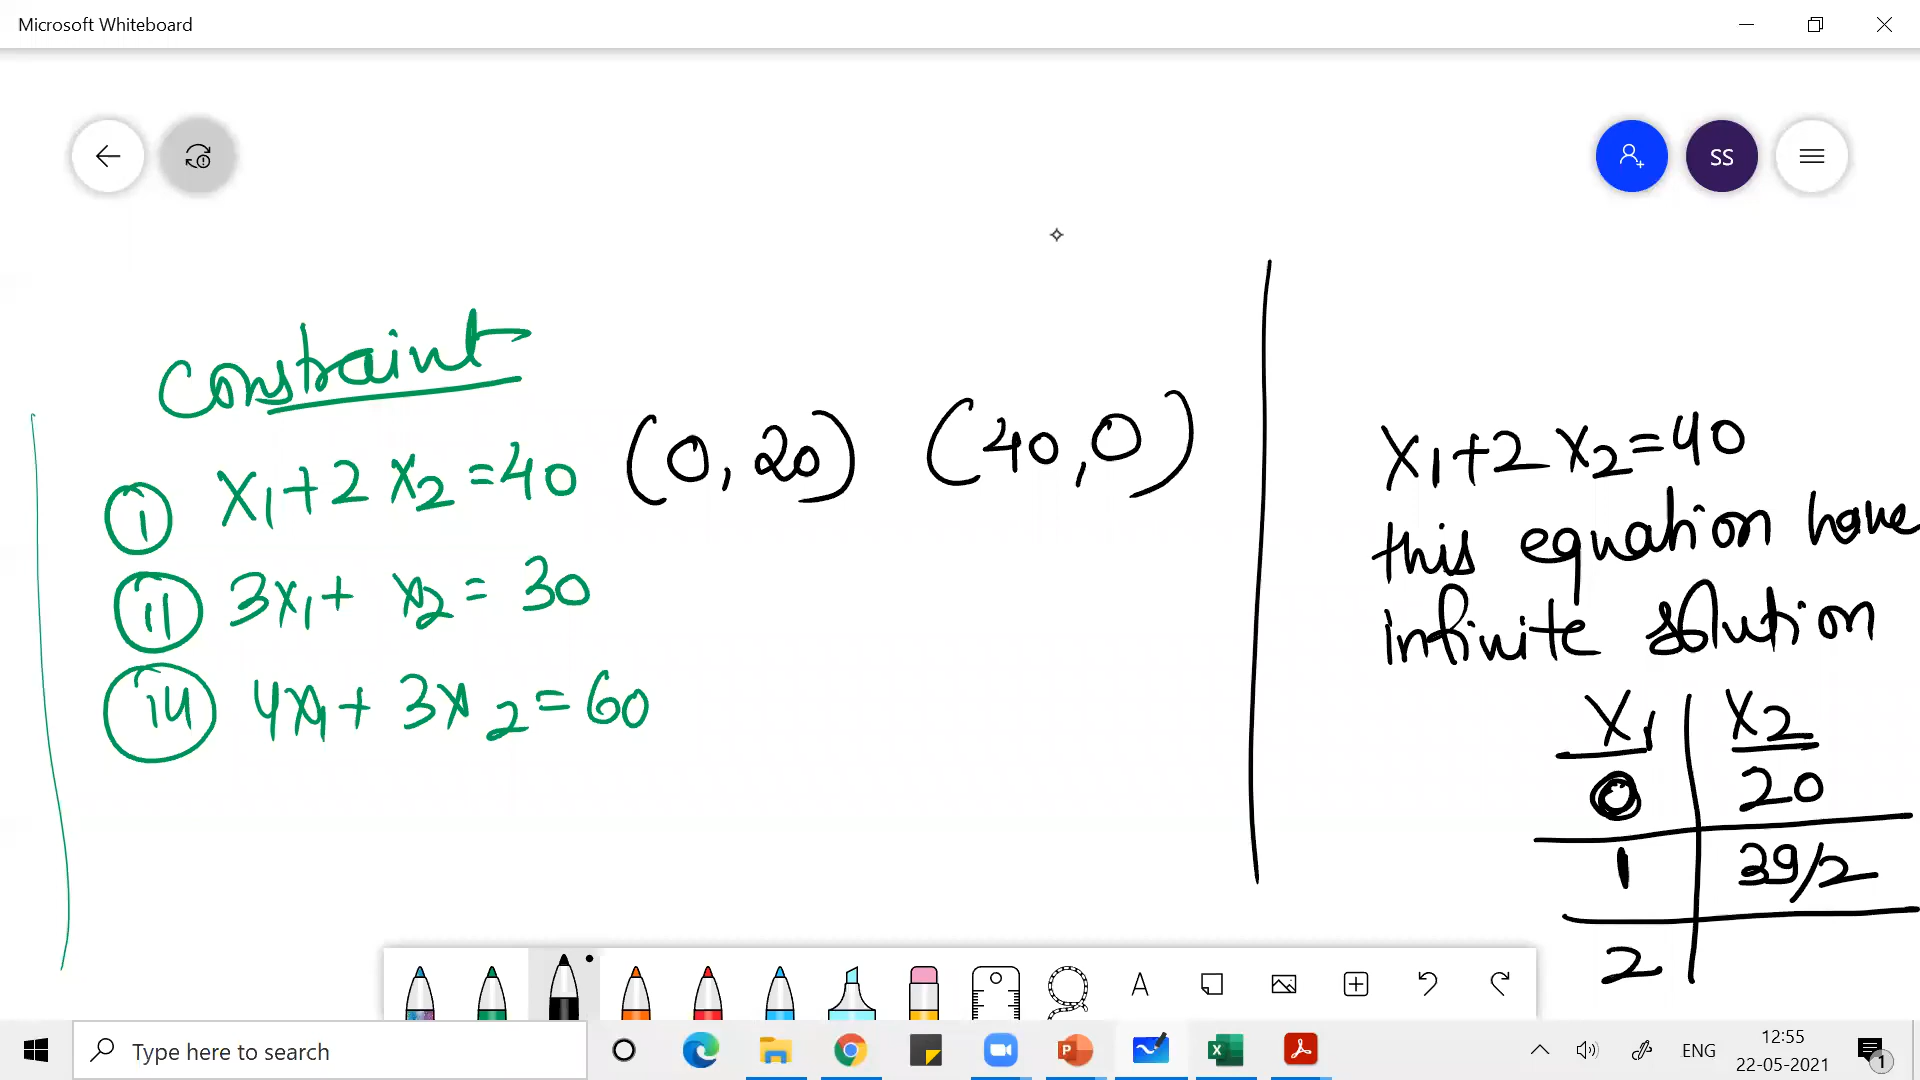 Microsoft Whiteboard
SS
Constraint
i x₁+2x₂=40 (0,20) (40,0)
ii 3x₁+ x₂= 30
iii 4x₁+ 3x₂=60
x₁+2x₂=40
this equation have
infinite solution
x₁ x₂
0 20
1 39/2
2
A
Type here to search
ENG
12:55
22-05-2021
1